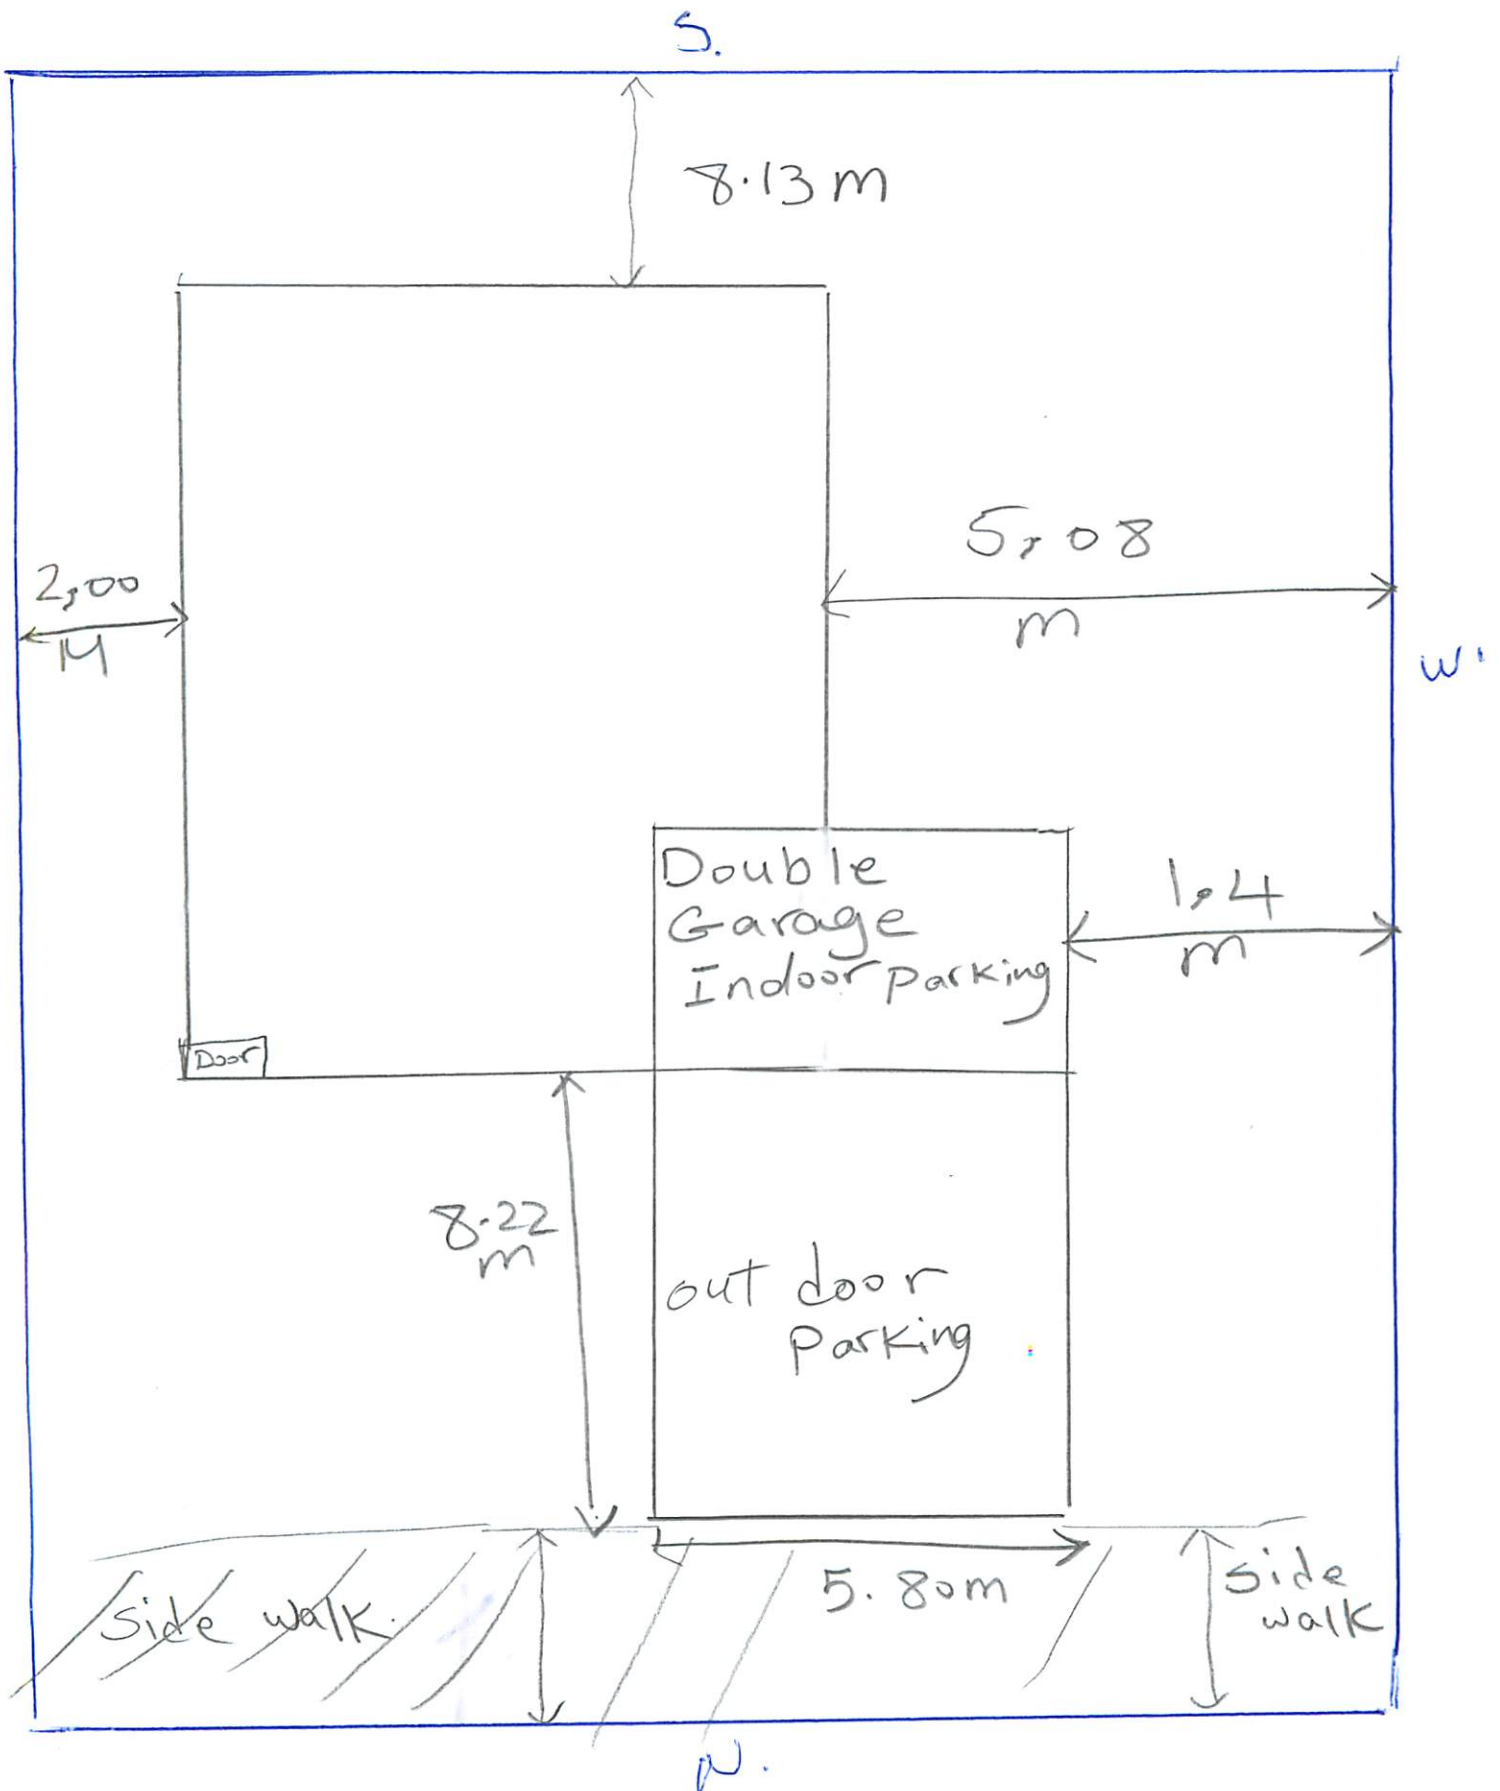 S.
8.13 m
5,08
m
2,00
M
W'
Double
Garage
Indoor parking
1,4
m
Door
8.22
m
out door
parking
5.80m
Side
walk
Side walk.
N.